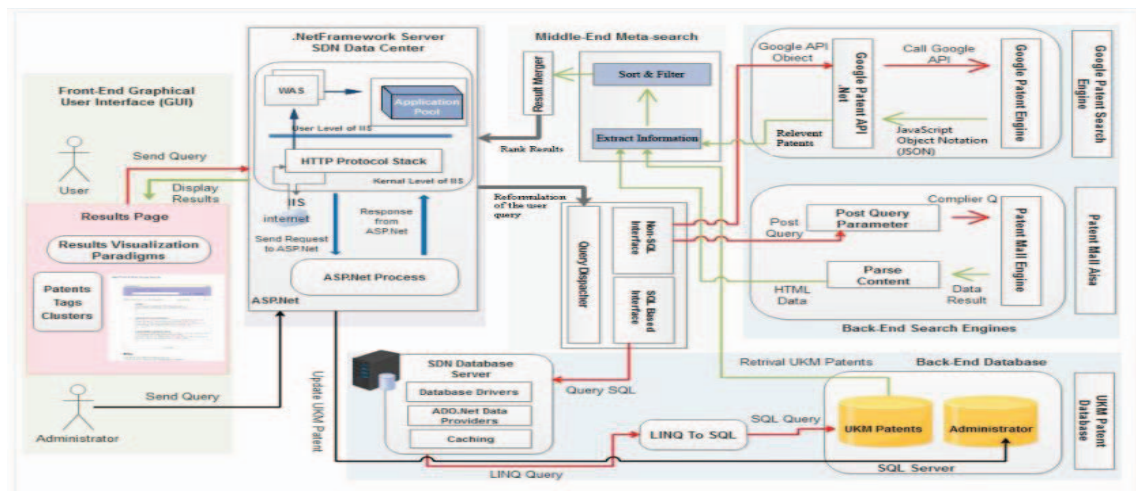 Front-End Graphical
User Interface (GUI)
User
Send Query
Display
Results
Results Page
Results Visualization
Paradigms
Patents
Tags
Clusters
Administrator
Send Query
.NetFramework Server
SDN Data Center
WAS
Application
Pool
User Level of IIS
HTTP Protocol Stack
Kernal Level of IIS
IIS
internet
Send Request
to ASP.Net
Response
from
ASP.Net
ASP.Net Process
ASP.Net
Update UKM Patent
Middle-End Meta-search
Result Merger
Sort & Filter
Extract Information
Rank Results
Reformulation
of the user
query
Query Dispacher
Non-SQL
Interface
SQL Based
Interface
Google API
Object
Google Patent API
.Net
Call Google
API
Google Patent Engine
Relevent
Patents
JavaScript
Object Notation
(JSON)
Google Patent Search
Engine
Post
Query
Post Query
Parameter
Complier Q
Patent Mall Engine
Parse
Content
HTML
Data
Data
Result
Patent Mall Aisa
Back-End Search Engines
SDN Database
Server
Database Drivers
ADO.Net Data
Providers
Caching
Query SQL
LINQ Query
LINQ To SQL
SQL Query
Retrival UKM Patents
Back-End Database
UKM Patents
Administrator
SQL Server
UKM Patent
Database